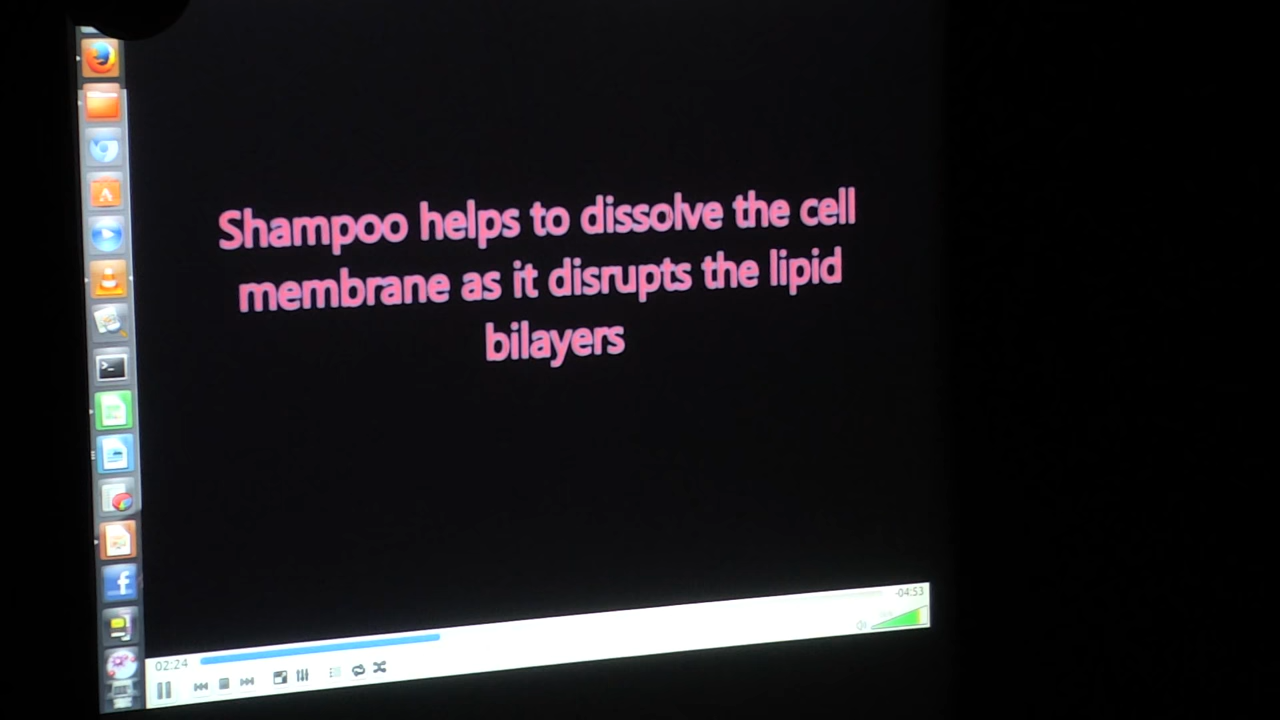 Shampoo helps to dissolve the cell
membrane as it disrupts the lipid
bilayers
-04:53
02:24